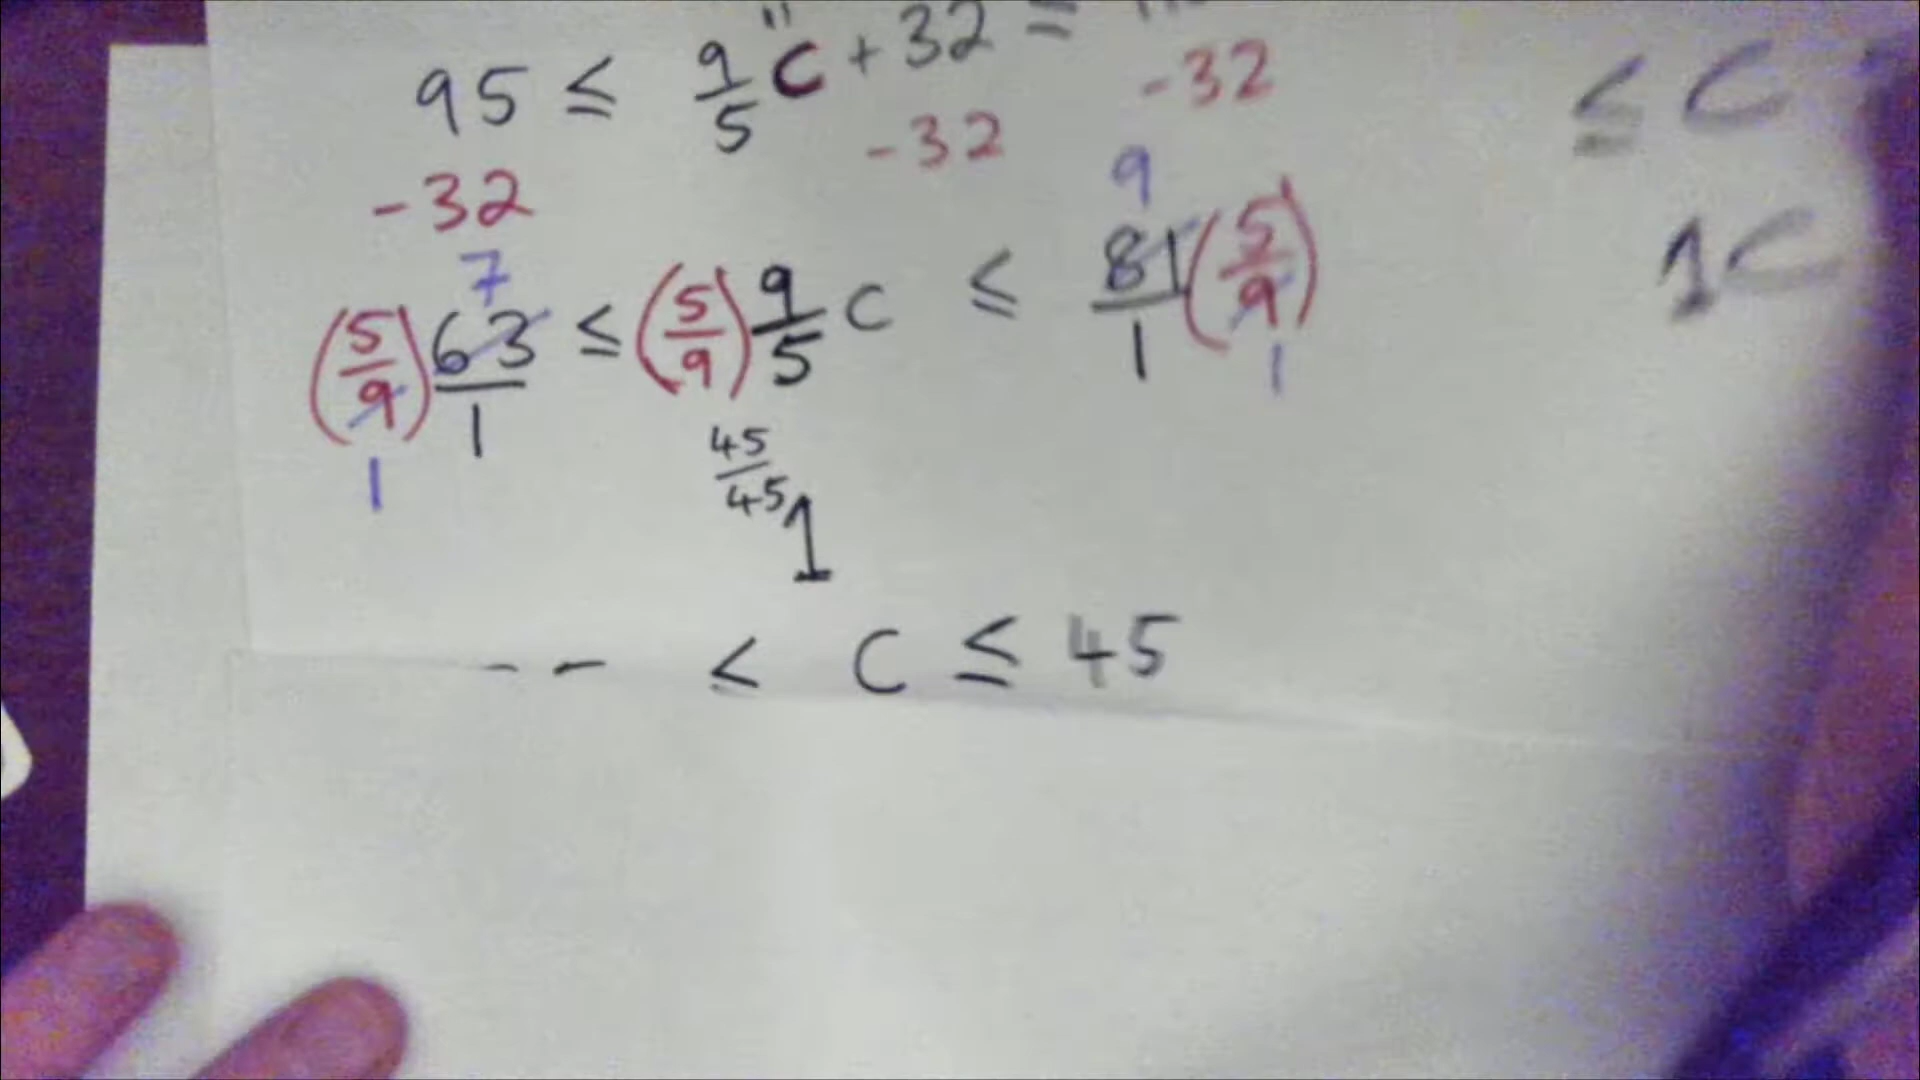 95 ≤ 9/5 C + 32 ≤
-32 -32 -32
7 9
(5/9) 63/1 ≤ (5/9) 9/5 C ≤ 81/1 (5/9)
1 1
45/45 1
- - < C ≤ 45
≤ C
1C